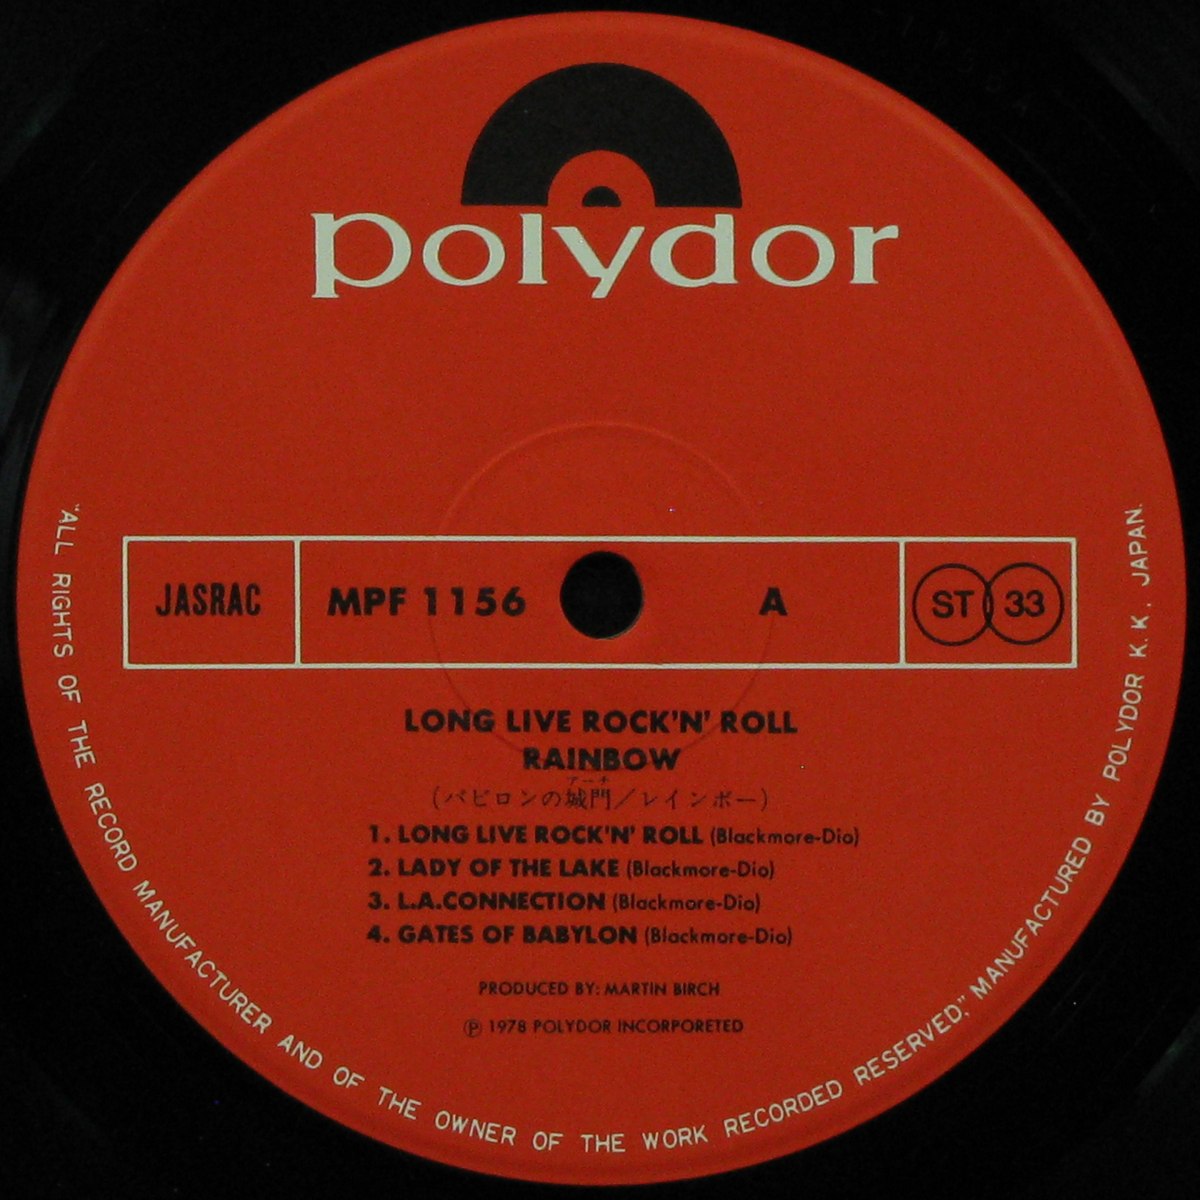 polydor
JASRAC
MPF 1156
A
ST 33
LONG LIVE ROCK'N' ROLL
RAINBOW
アーチ
(バビロンの城門/レインボー)
1. LONG LIVE ROCK'N' ROLL (Blackmore-Dio)
2. LADY OF THE LAKE (Blackmore-Dio)
3. L.A.CONNECTION (Blackmore-Dio)
4. GATES OF BABYLON (Blackmore-Dio)
PRODUCED BY: MARTIN BIRCH
Ⓟ 1978 POLYDOR INCORPORETED
"ALL RIGHTS OF THE RECORD MANUFACTURER AND OF THE OWNER OF THE WORK RECORDED RESERVED," MANUFACTURED BY POLYDOR K.K. JAPAN.